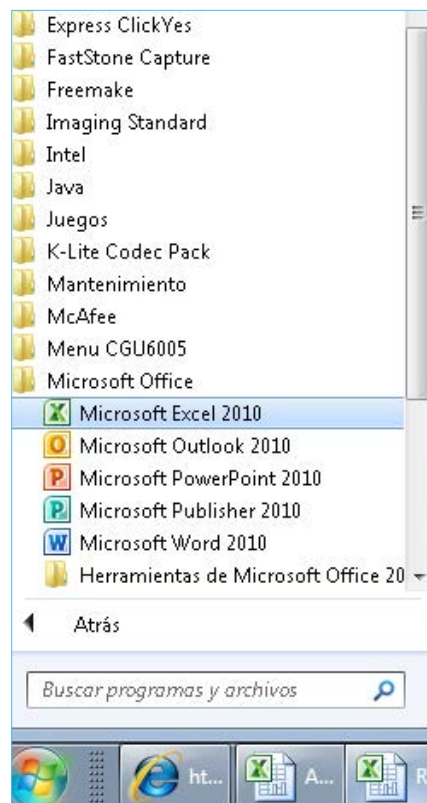 Express ClickYes
FastStone Capture
Freemake
Imaging Standard
Intel
Java
Juegos
K-Lite Codec Pack
Mantenimiento
McAfee
Menu CGU6005
Microsoft Office
Microsoft Excel 2010
Microsoft Outlook 2010
Microsoft PowerPoint 2010
Microsoft Publisher 2010
Microsoft Word 2010
Herramientas de Microsoft Office 20
Atrás
Buscar programas y archivos
ht... A... R